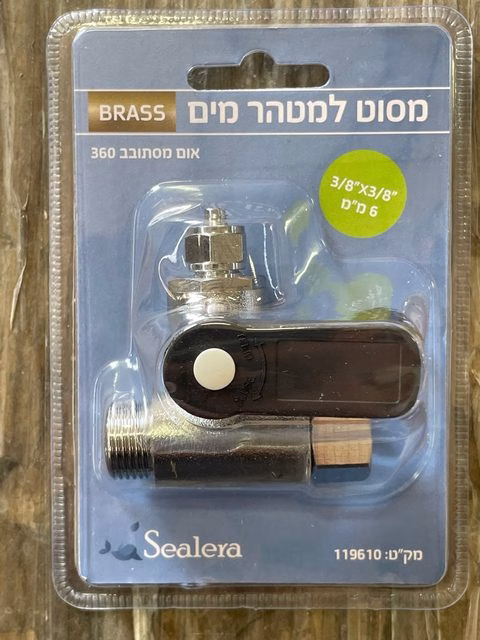 מסוט למטהר מים BRASS
אום מסתובב 360
3/8"X3/8"
6 מ"מ
Sealera
מק"ט: 119610